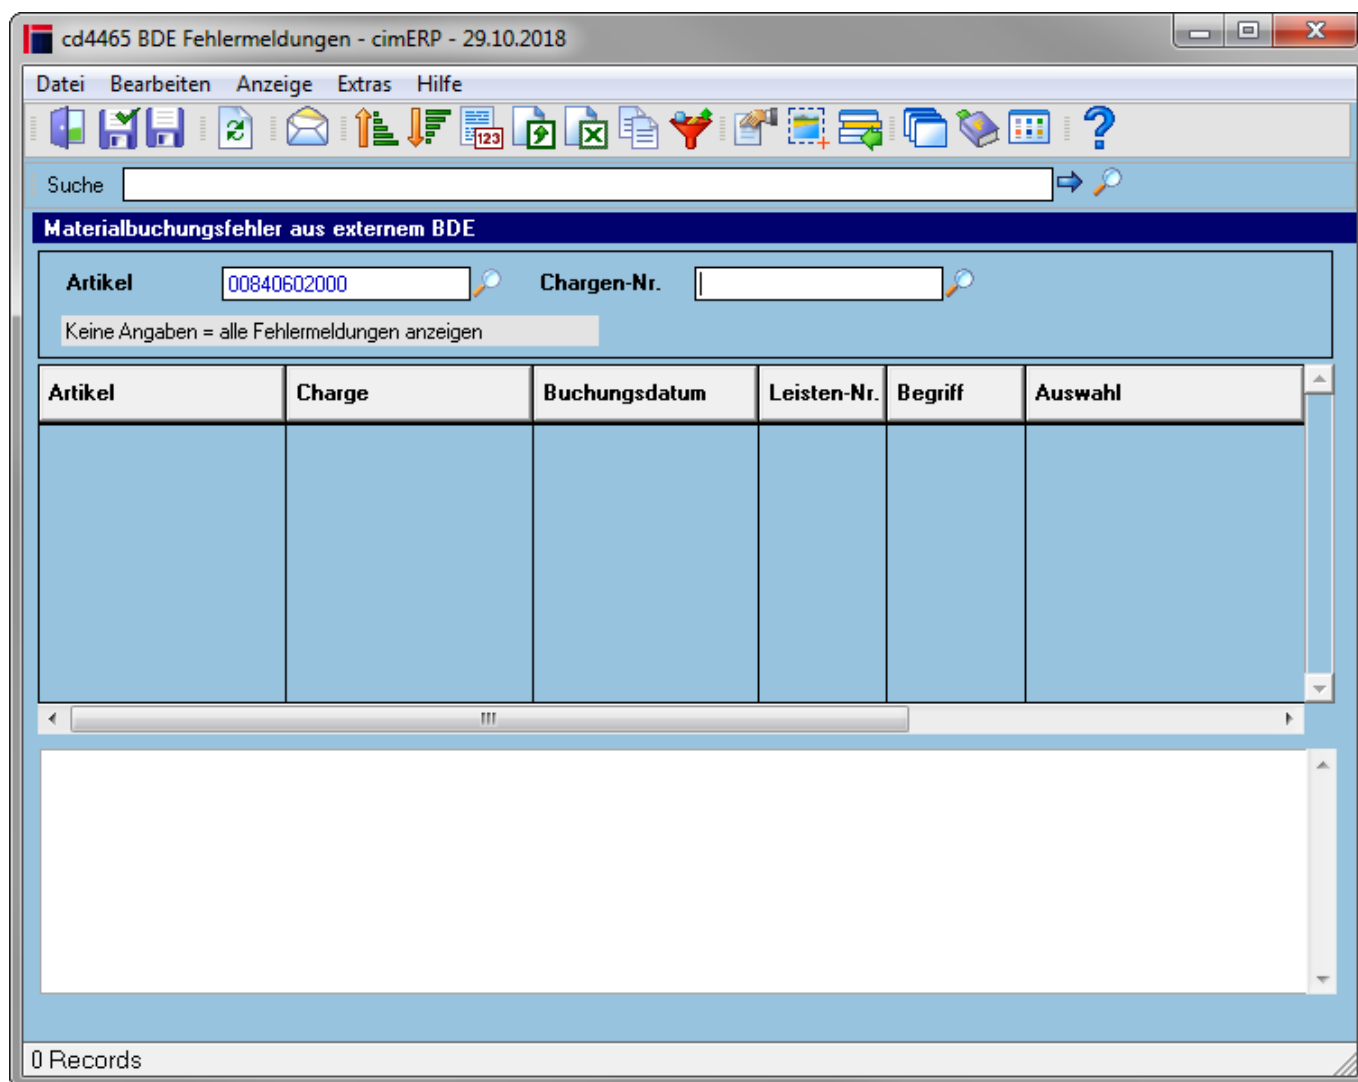 cd4465 BDE Fehlermeldungen - cimERP - 29.10.2018
Datei Bearbeiten Anzeige Extras Hilfe
123
Suche
Materialbuchungsfehler aus externem BDE
Artikel 00840602000 Chargen-Nr.
Keine Angaben = alle Fehlermeldungen anzeigen
Artikel Charge Buchungsdatum Leisten-Nr. Begriff Auswahl
0 Records